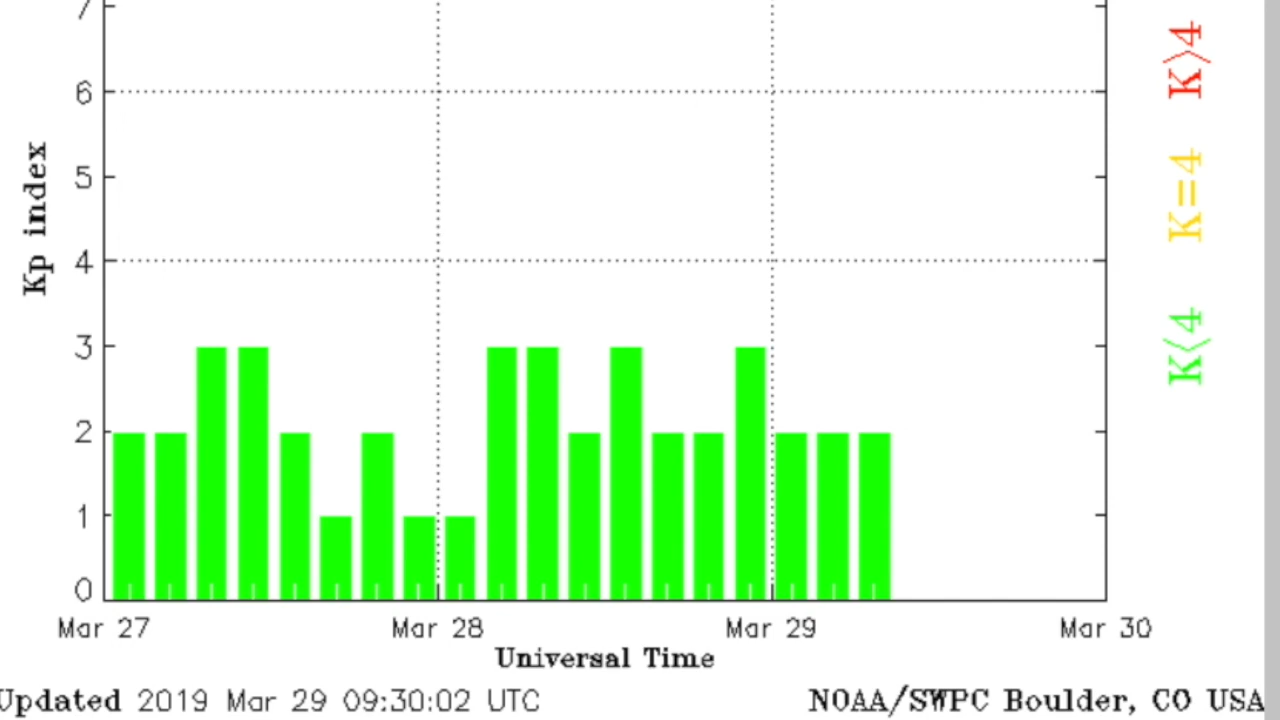 7
6
5
4
3
2
1
0
Kp index
K>4
K=4
K<4
Mar 27 Mar 28 Mar 29 Mar 30
Universal Time
Updated 2019 Mar 29 09:30:02 UTC NOAA/SWPC Boulder, CO USA